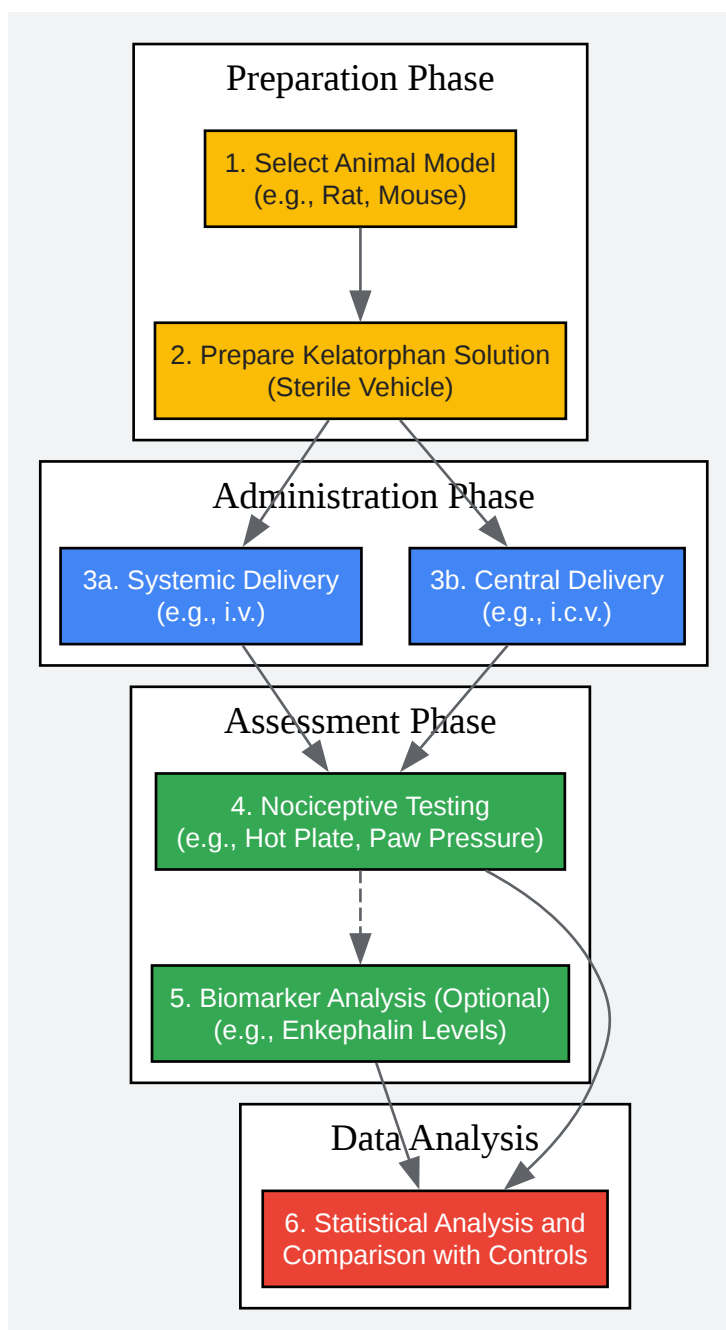 Preparation Phase
1. Select Animal Model
(e.g., Rat, Mouse)
2. Prepare Kelatorphan Solution
(Sterile Vehicle)
Administration Phase
3a. Systemic Delivery
(e.g., i.v.)
3b. Central Delivery
(e.g., i.c.v.)
Assessment Phase
4. Nociceptive Testing
(e.g., Hot Plate, Paw Pressure)
5. Biomarker Analysis (Optional)
(e.g., Enkephalin Levels)
Data Analysis
6. Statistical Analysis and
Comparison with Controls